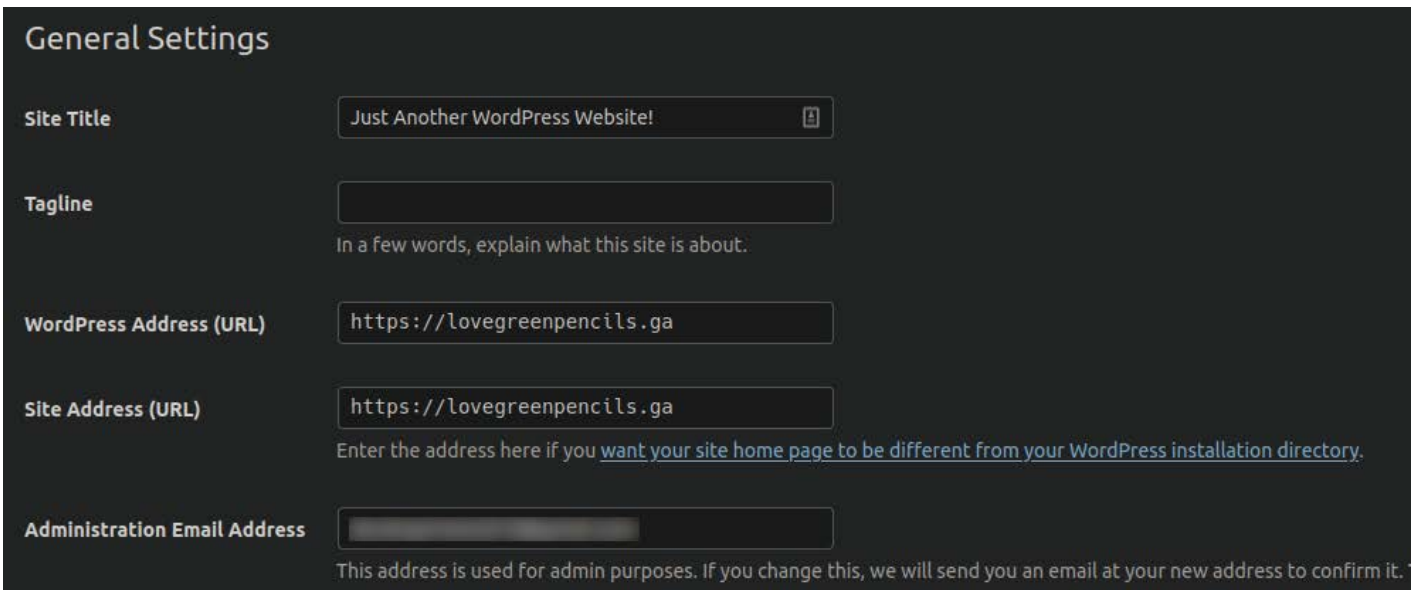 General Settings
Site Title
Just Another WordPress Website!
Tagline
In a few words, explain what this site is about.
WordPress Address (URL)
https://lovegreenpencils.ga
Site Address (URL)
https://lovegreenpencils.ga
Enter the address here if you want your site home page to be different from your WordPress installation directory.
Administration Email Address
This address is used for admin purposes. If you change this, we will send you an email at your new address to confirm it.